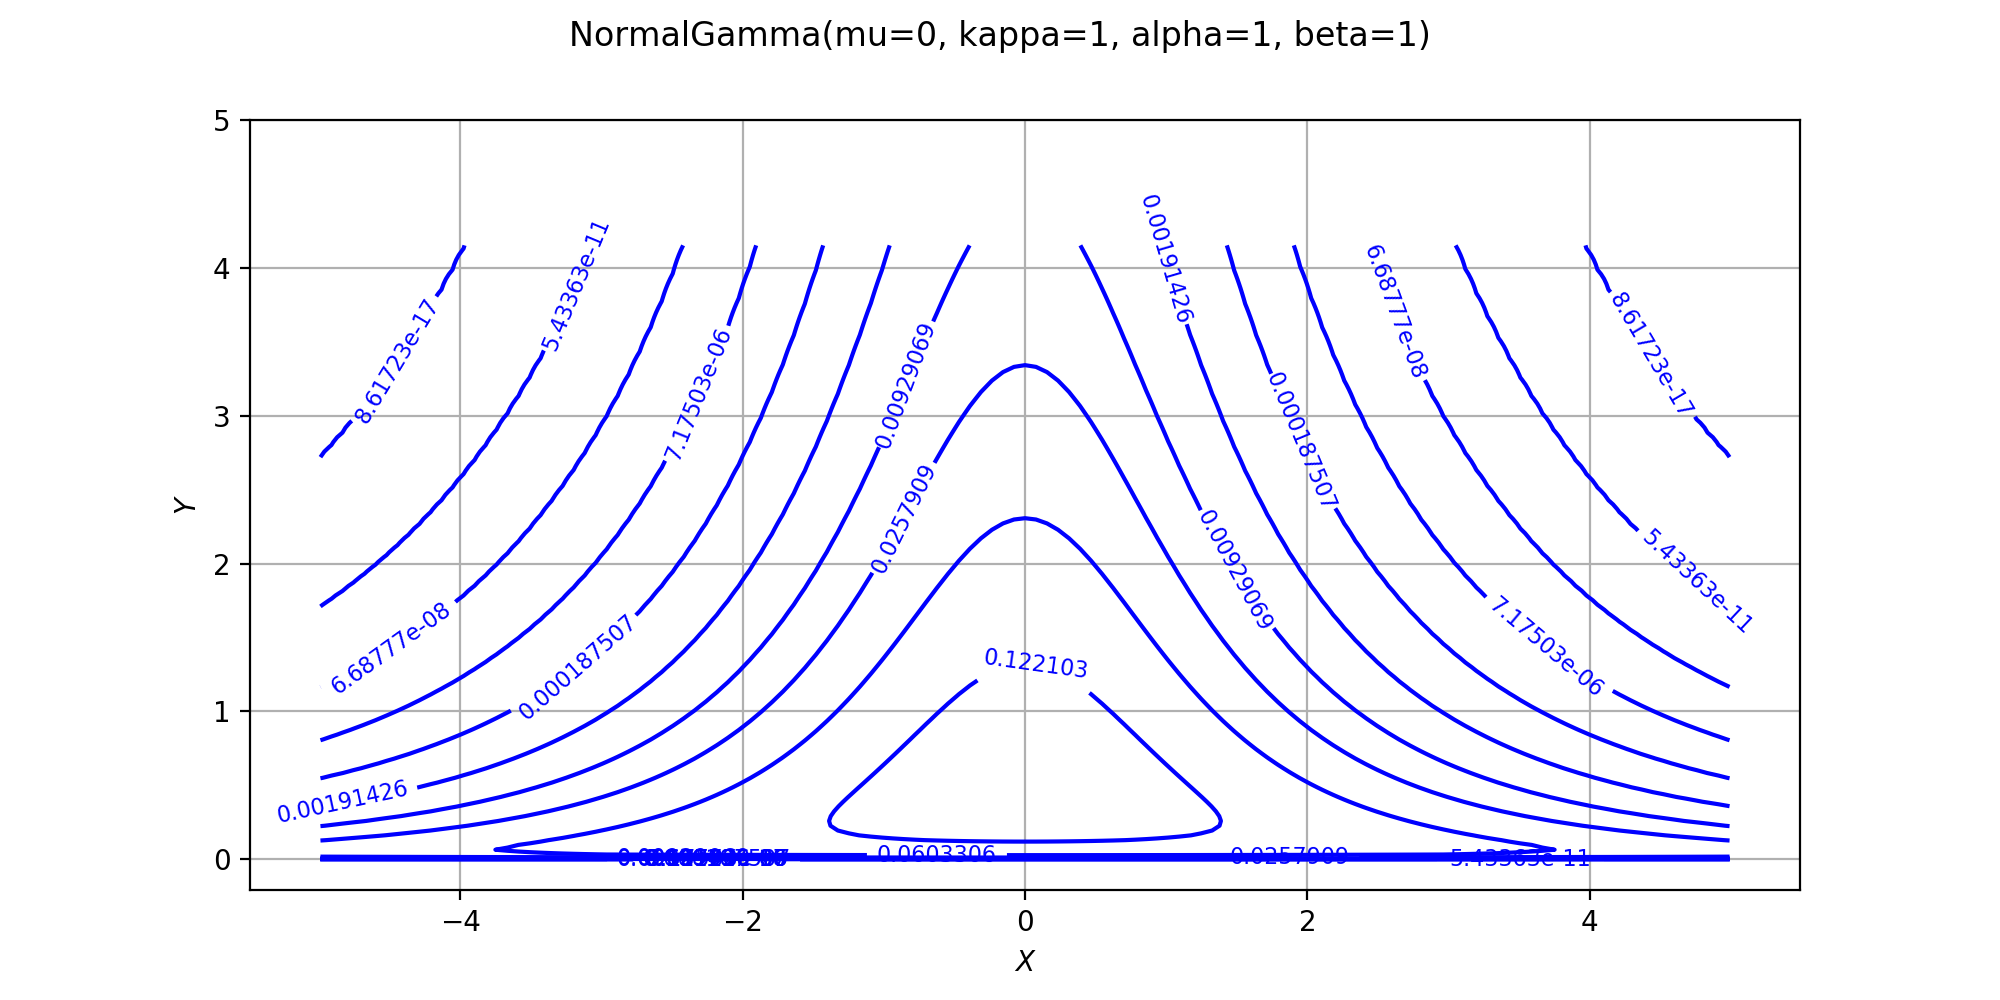 NormalGamma(mu=0, kappa=1, alpha=1, beta=1)
5
4
3
2
1
0
Y
8.61723e-17
5.43363e-11
7.17503e-06
0.00929069
0.00191426
6.68777e-08
8.61723e-17
0.0257909
0.000187507
0.00929069
5.43363e-11
6.68777e-08
0.000187507
0.122103
7.17503e-06
0.00191426
0.0603306
0.0257909
5.43363e-11
−4
−2
0
2
4
X